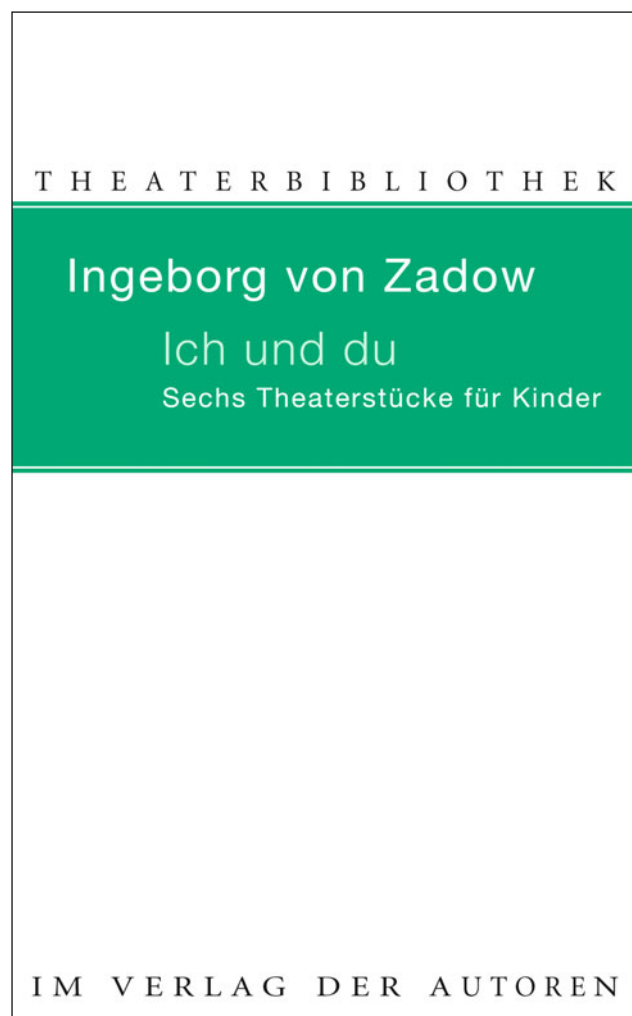 THEATERBIBLIOTHEK
Ingeborg von Zadow
Ich und du
Sechs Theaterstücke für Kinder
IM VERLAG DER AUTOREN